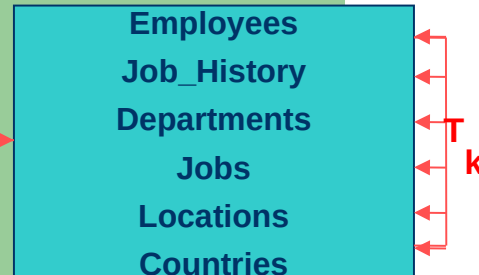 Employees
Job_History
Departments
T
Jobs
k
Locations
Countries